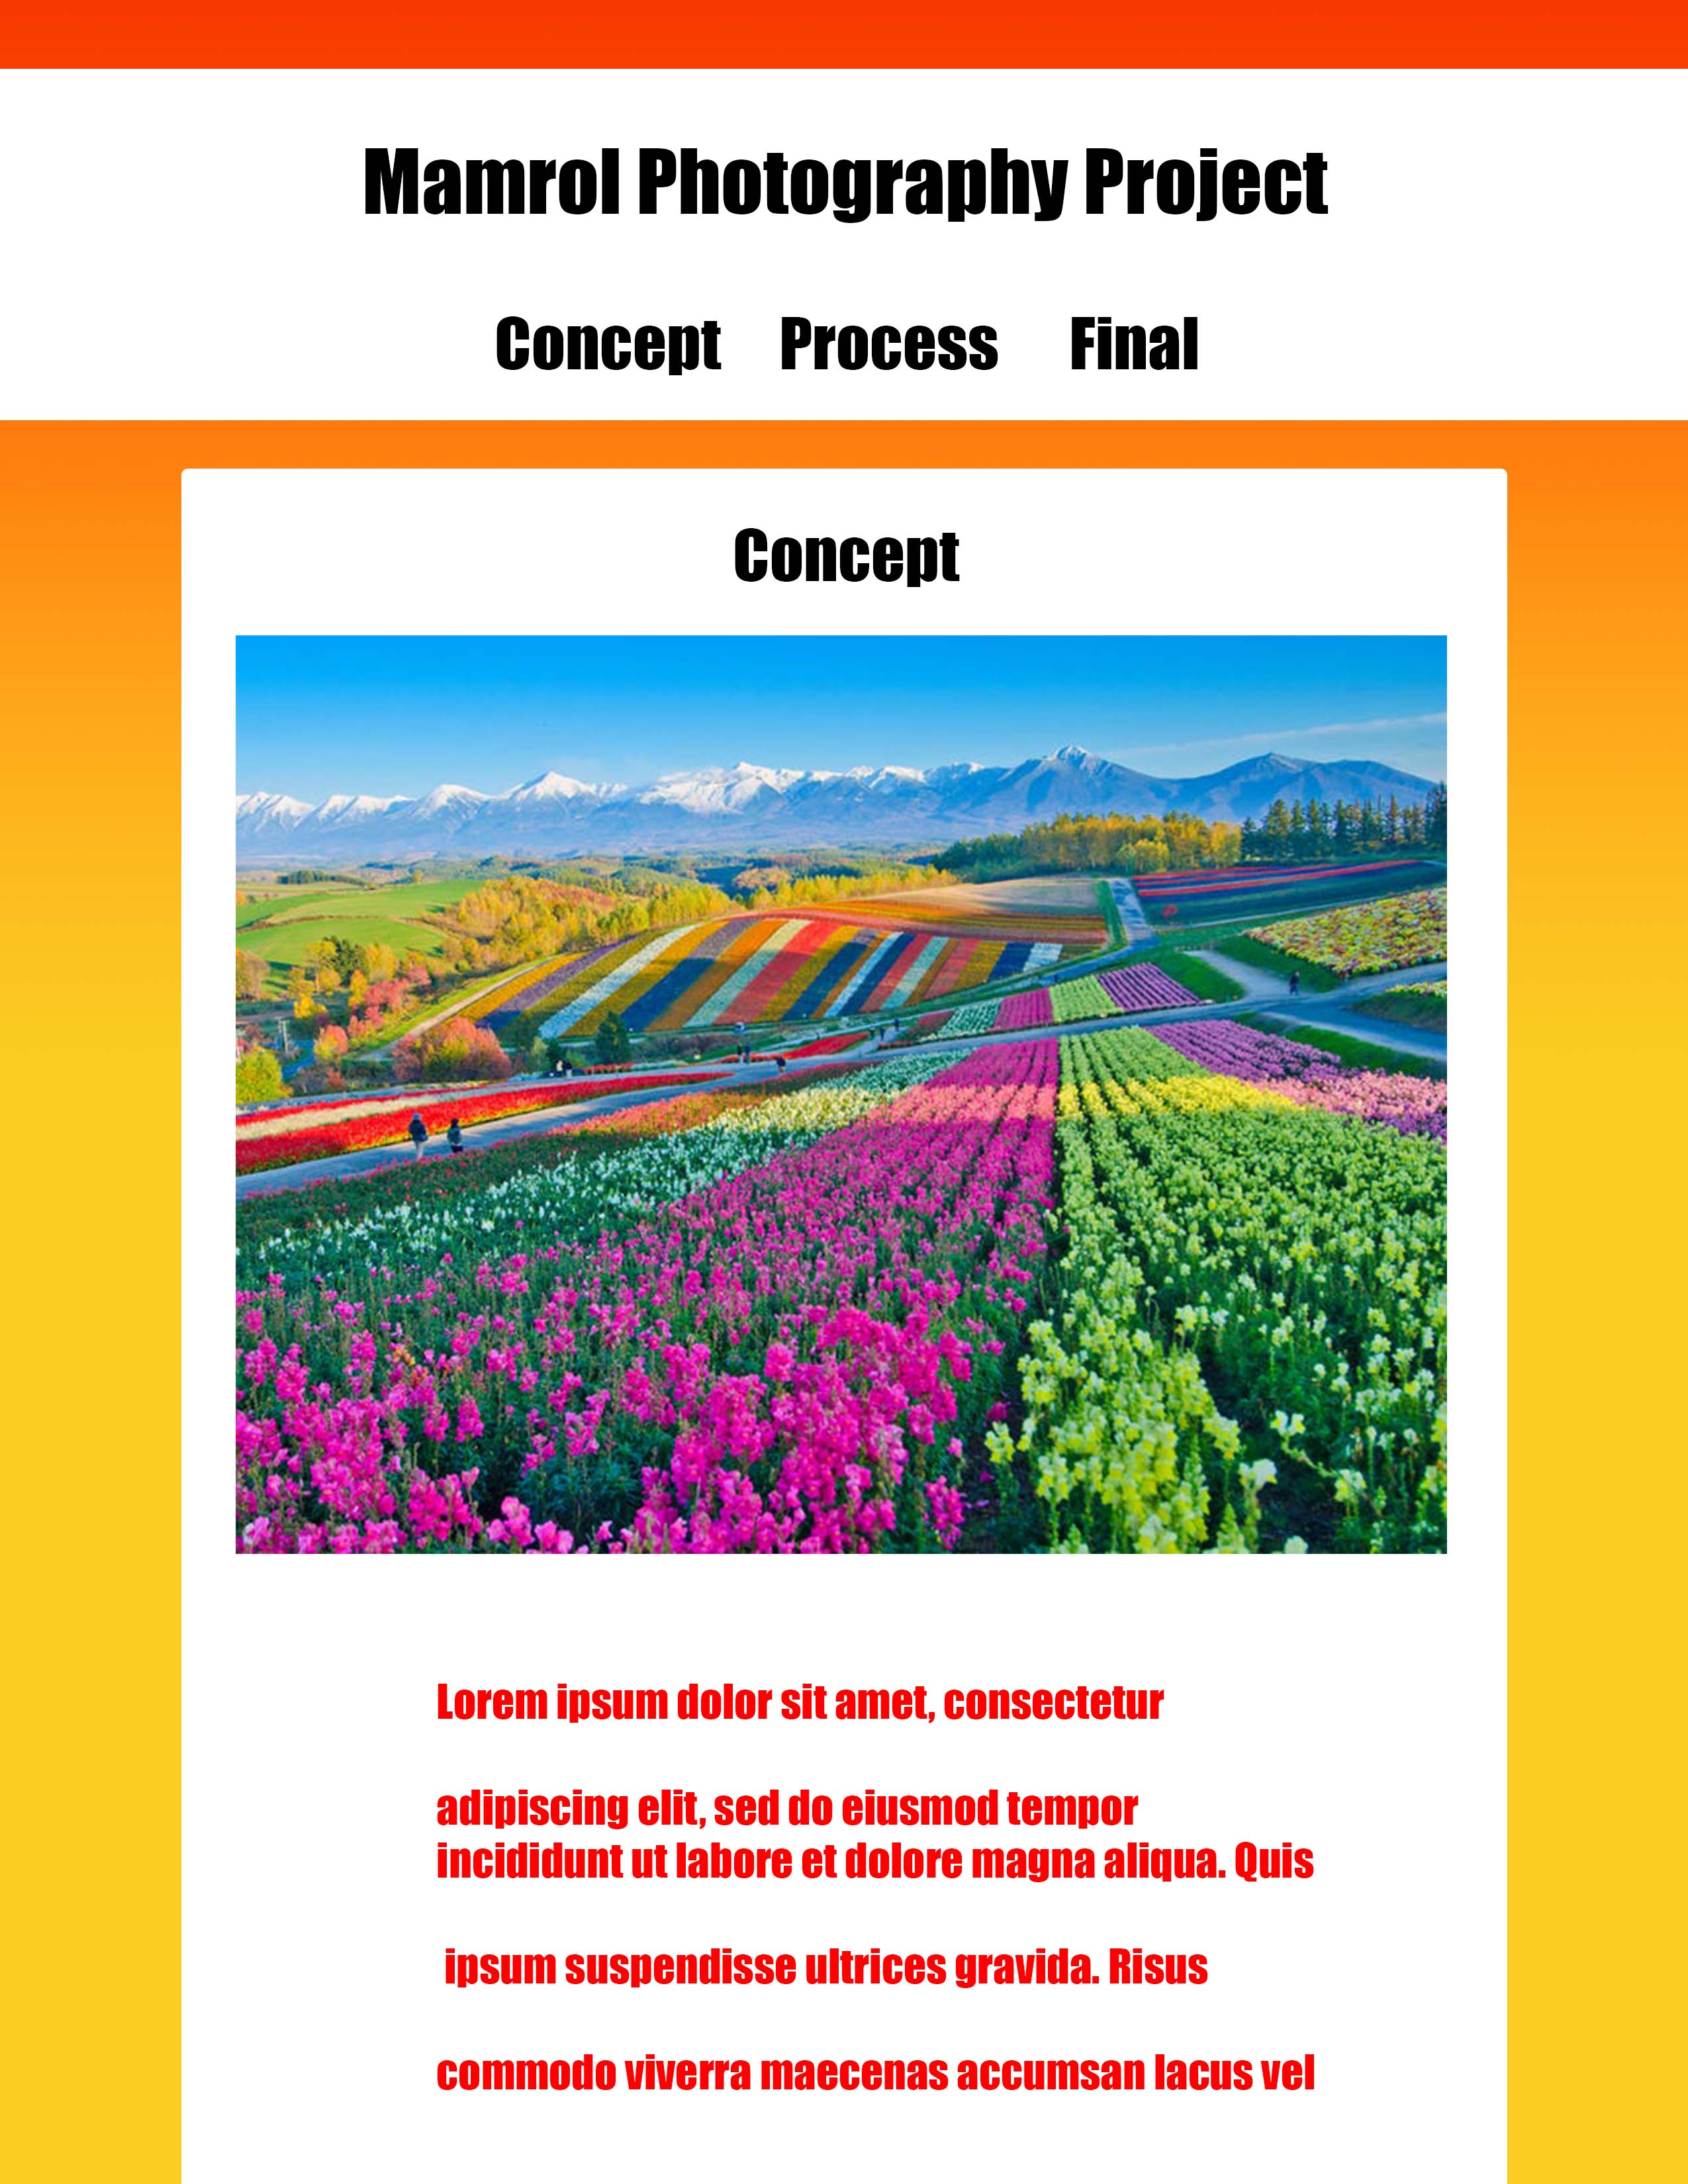 Mamrol Photography Project
Concept Process Final
Concept
Lorem ipsum dolor sit amet, consectetur
adipiscing elit, sed do eiusmod tempor
incididunt ut labore et dolore magna aliqua. Quis
ipsum suspendisse ultrices gravida. Risus
commodo viverra maecenas accumsan lacus vel